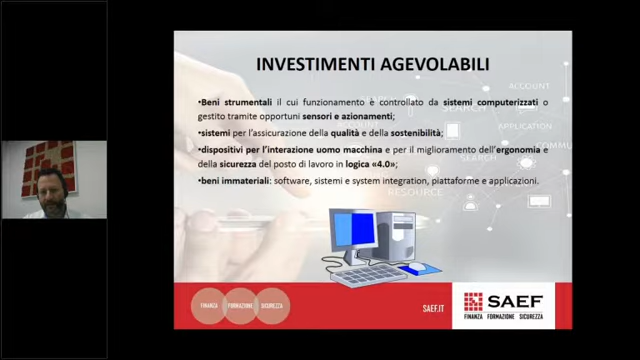 INVESTIMENTI AGEVOLABILI
•Beni strumentali il cui funzionamento è controllato da sistemi computerizzati o
gestito tramite opportuni sensori e azionamenti;
•sistemi per l'assicurazione della qualità e della sostenibilità;
•dispositivi per l'interazione uomo macchina e per il miglioramento dell'ergonomia e
della sicurezza del posto di lavoro in logica «4.0»;
•beni immateriali: software, sistemi e system integration, piattaforme e applicazioni.
ACCOUNT
SEARCH
APPLICATION
COMMU
SEARCH
RESOURCE
FINANZA
FORMAZIONE
SICUREZZA
SAEF.IT
SAEF
FINANZA FORMAZIONE SICUREZZA